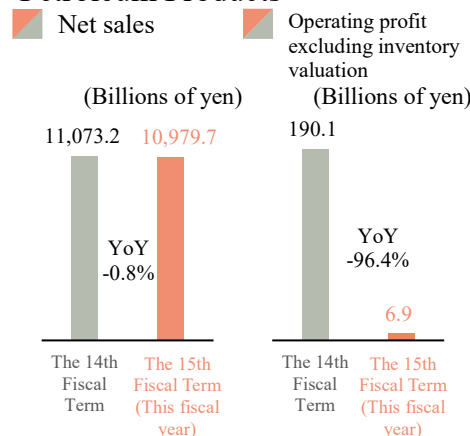 Net sales
Operating profit
excluding inventory
valuation
(Billions of yen)
(Billions of yen)
11,073.2
10,979.7
190.1
YoY
-0.8%
YoY
-96.4%
6.9
The 14th
Fiscal
Term
The 15th
Fiscal Term
(This fiscal
year)
The 14th
Fiscal
Term
The 15th
Fiscal Term
(This fiscal
year)